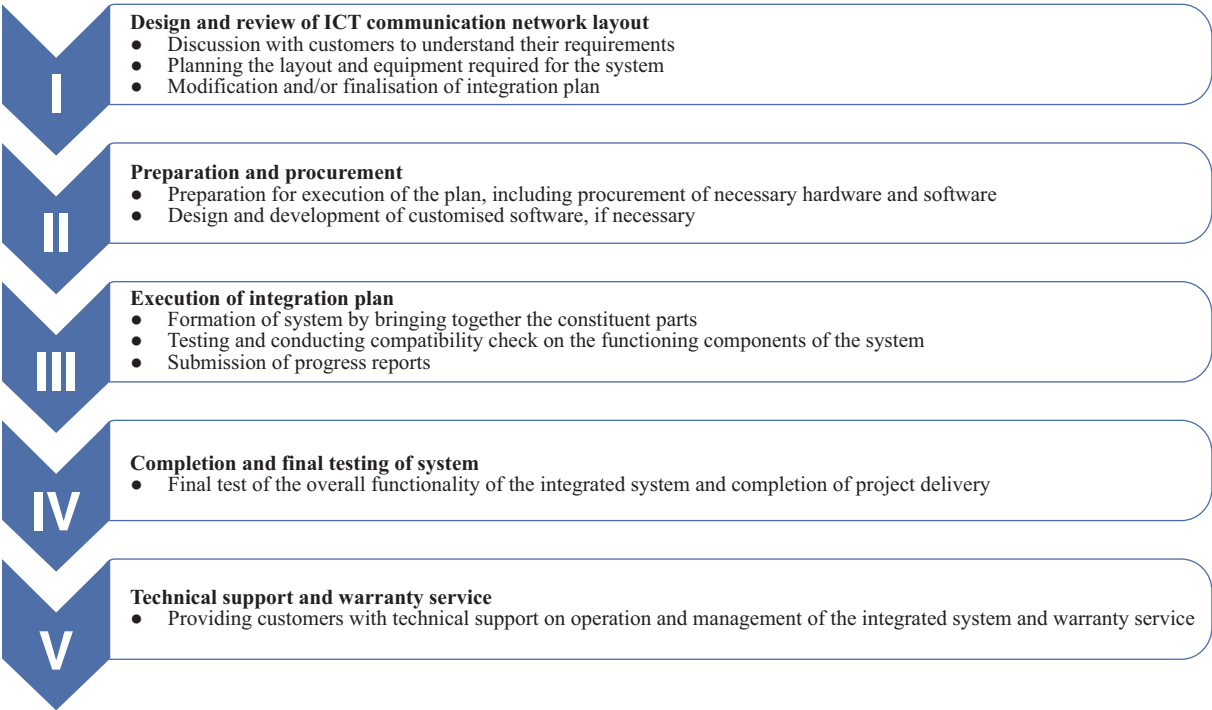 I
Design and review of ICT communication network layout
● Discussion with customers to understand their requirements
● Planning the layout and equipment required for the system
● Modification and/or finalisation of integration plan
II
Preparation and procurement
● Preparation for execution of the plan, including procurement of necessary hardware and software
● Design and development of customised software, if necessary
III
Execution of integration plan
● Formation of system by bringing together the constituent parts
● Testing and conducting compatibility check on the functioning components of the system
● Submission of progress reports
IV
Completion and final testing of system
● Final test of the overall functionality of the integrated system and completion of project delivery
V
Technical support and warranty service
● Providing customers with technical support on operation and management of the integrated system and warranty service